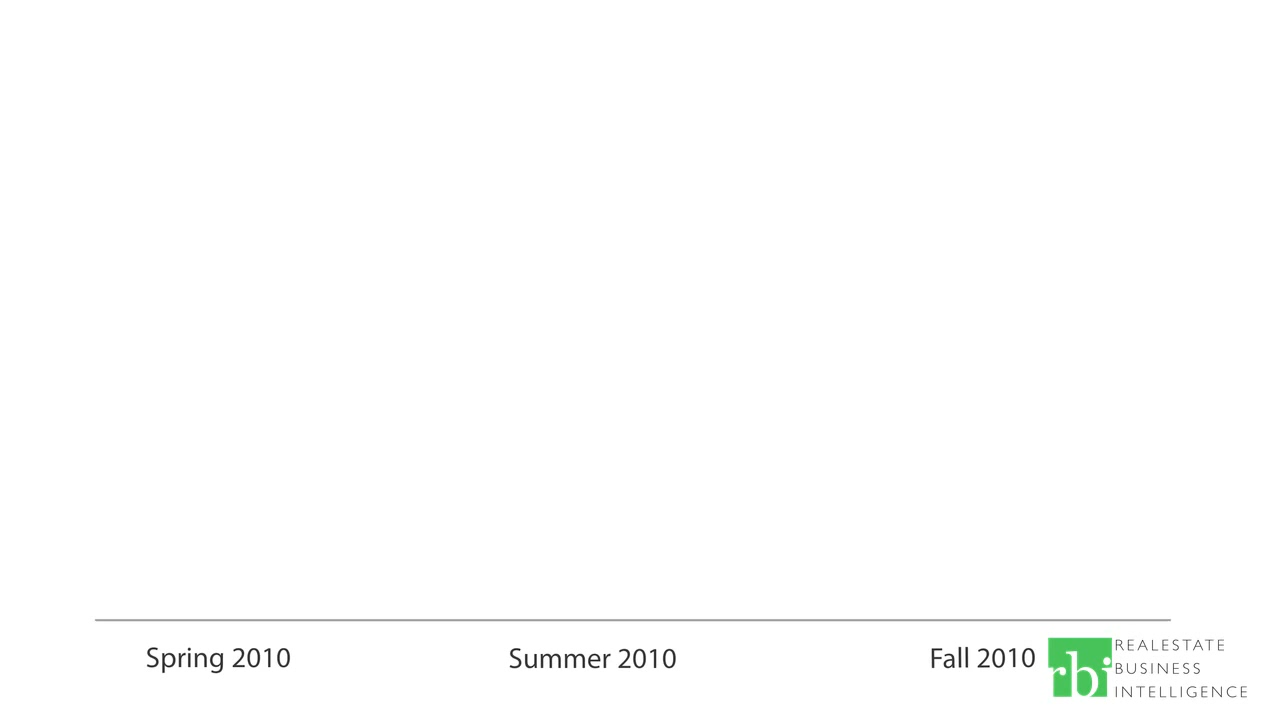 Spring 2010
Summer 2010
Fall 2010
rbi
REALESTATE
BUSINESS
INTELLIGENCE